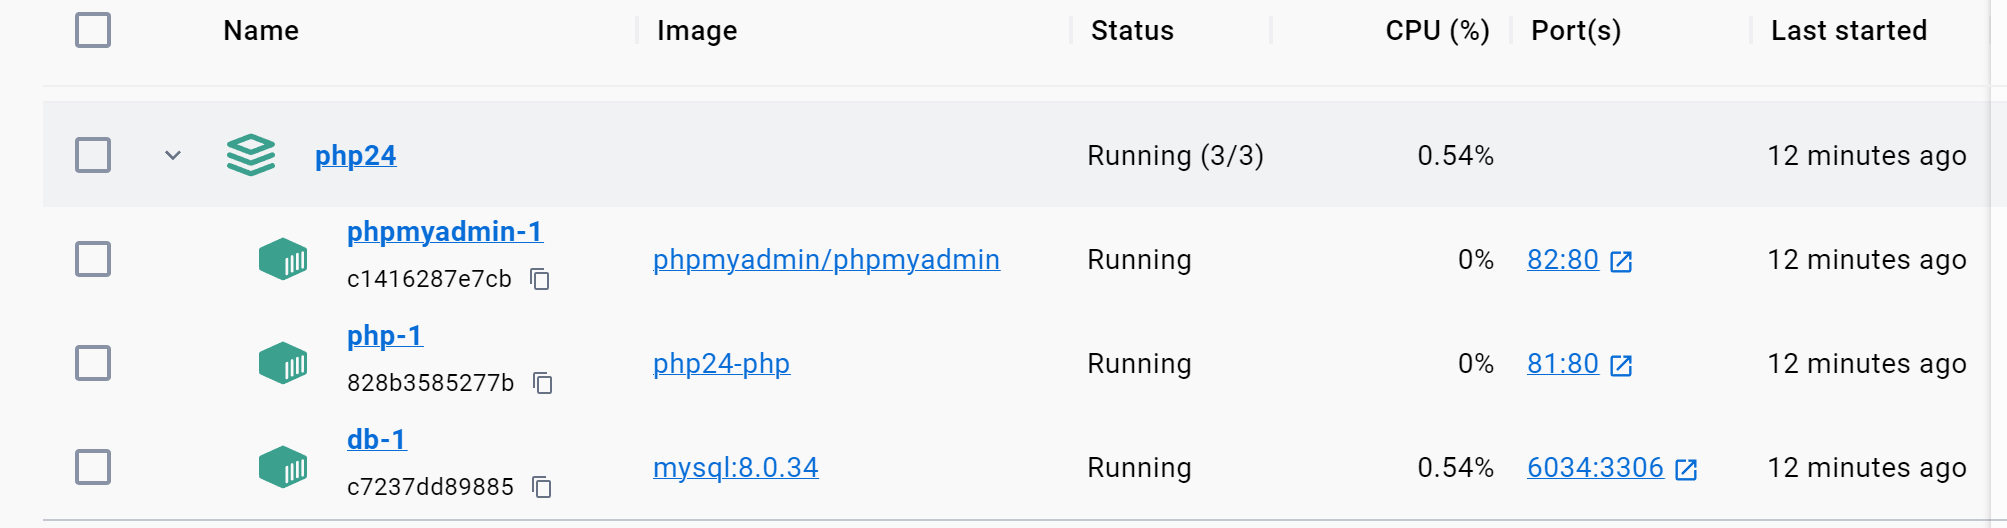 Name Image Status CPU (%) Port(s) Last started
php24 Running (3/3) 0.54% 12 minutes ago
phpmyadmin-1
c1416287e7cb
phpmyadmin/phpmyadmin Running 0% 82:80 12 minutes ago
php-1
828b3585277b
php24-php Running 0% 81:80 12 minutes ago
db-1
c7237dd89885
mysql:8.0.34 Running 0.54% 6034:3306 12 minutes ago